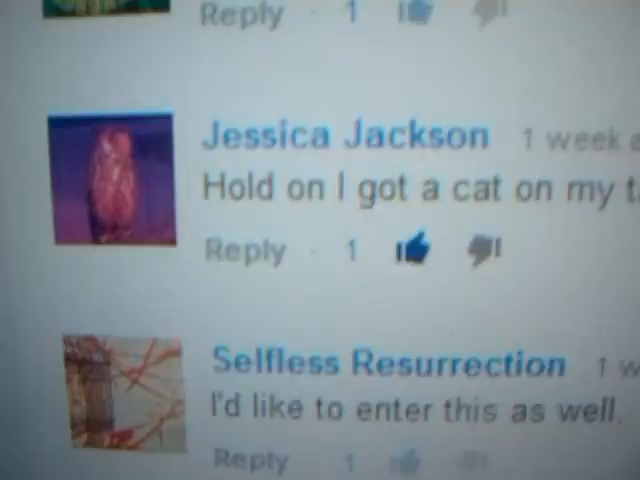 Reply · 1
Jessica Jackson 1 week
Hold on I got a cat on my
Reply · 1
Selfless Resurrection 1
I'd like to enter this as well.
Reply 1